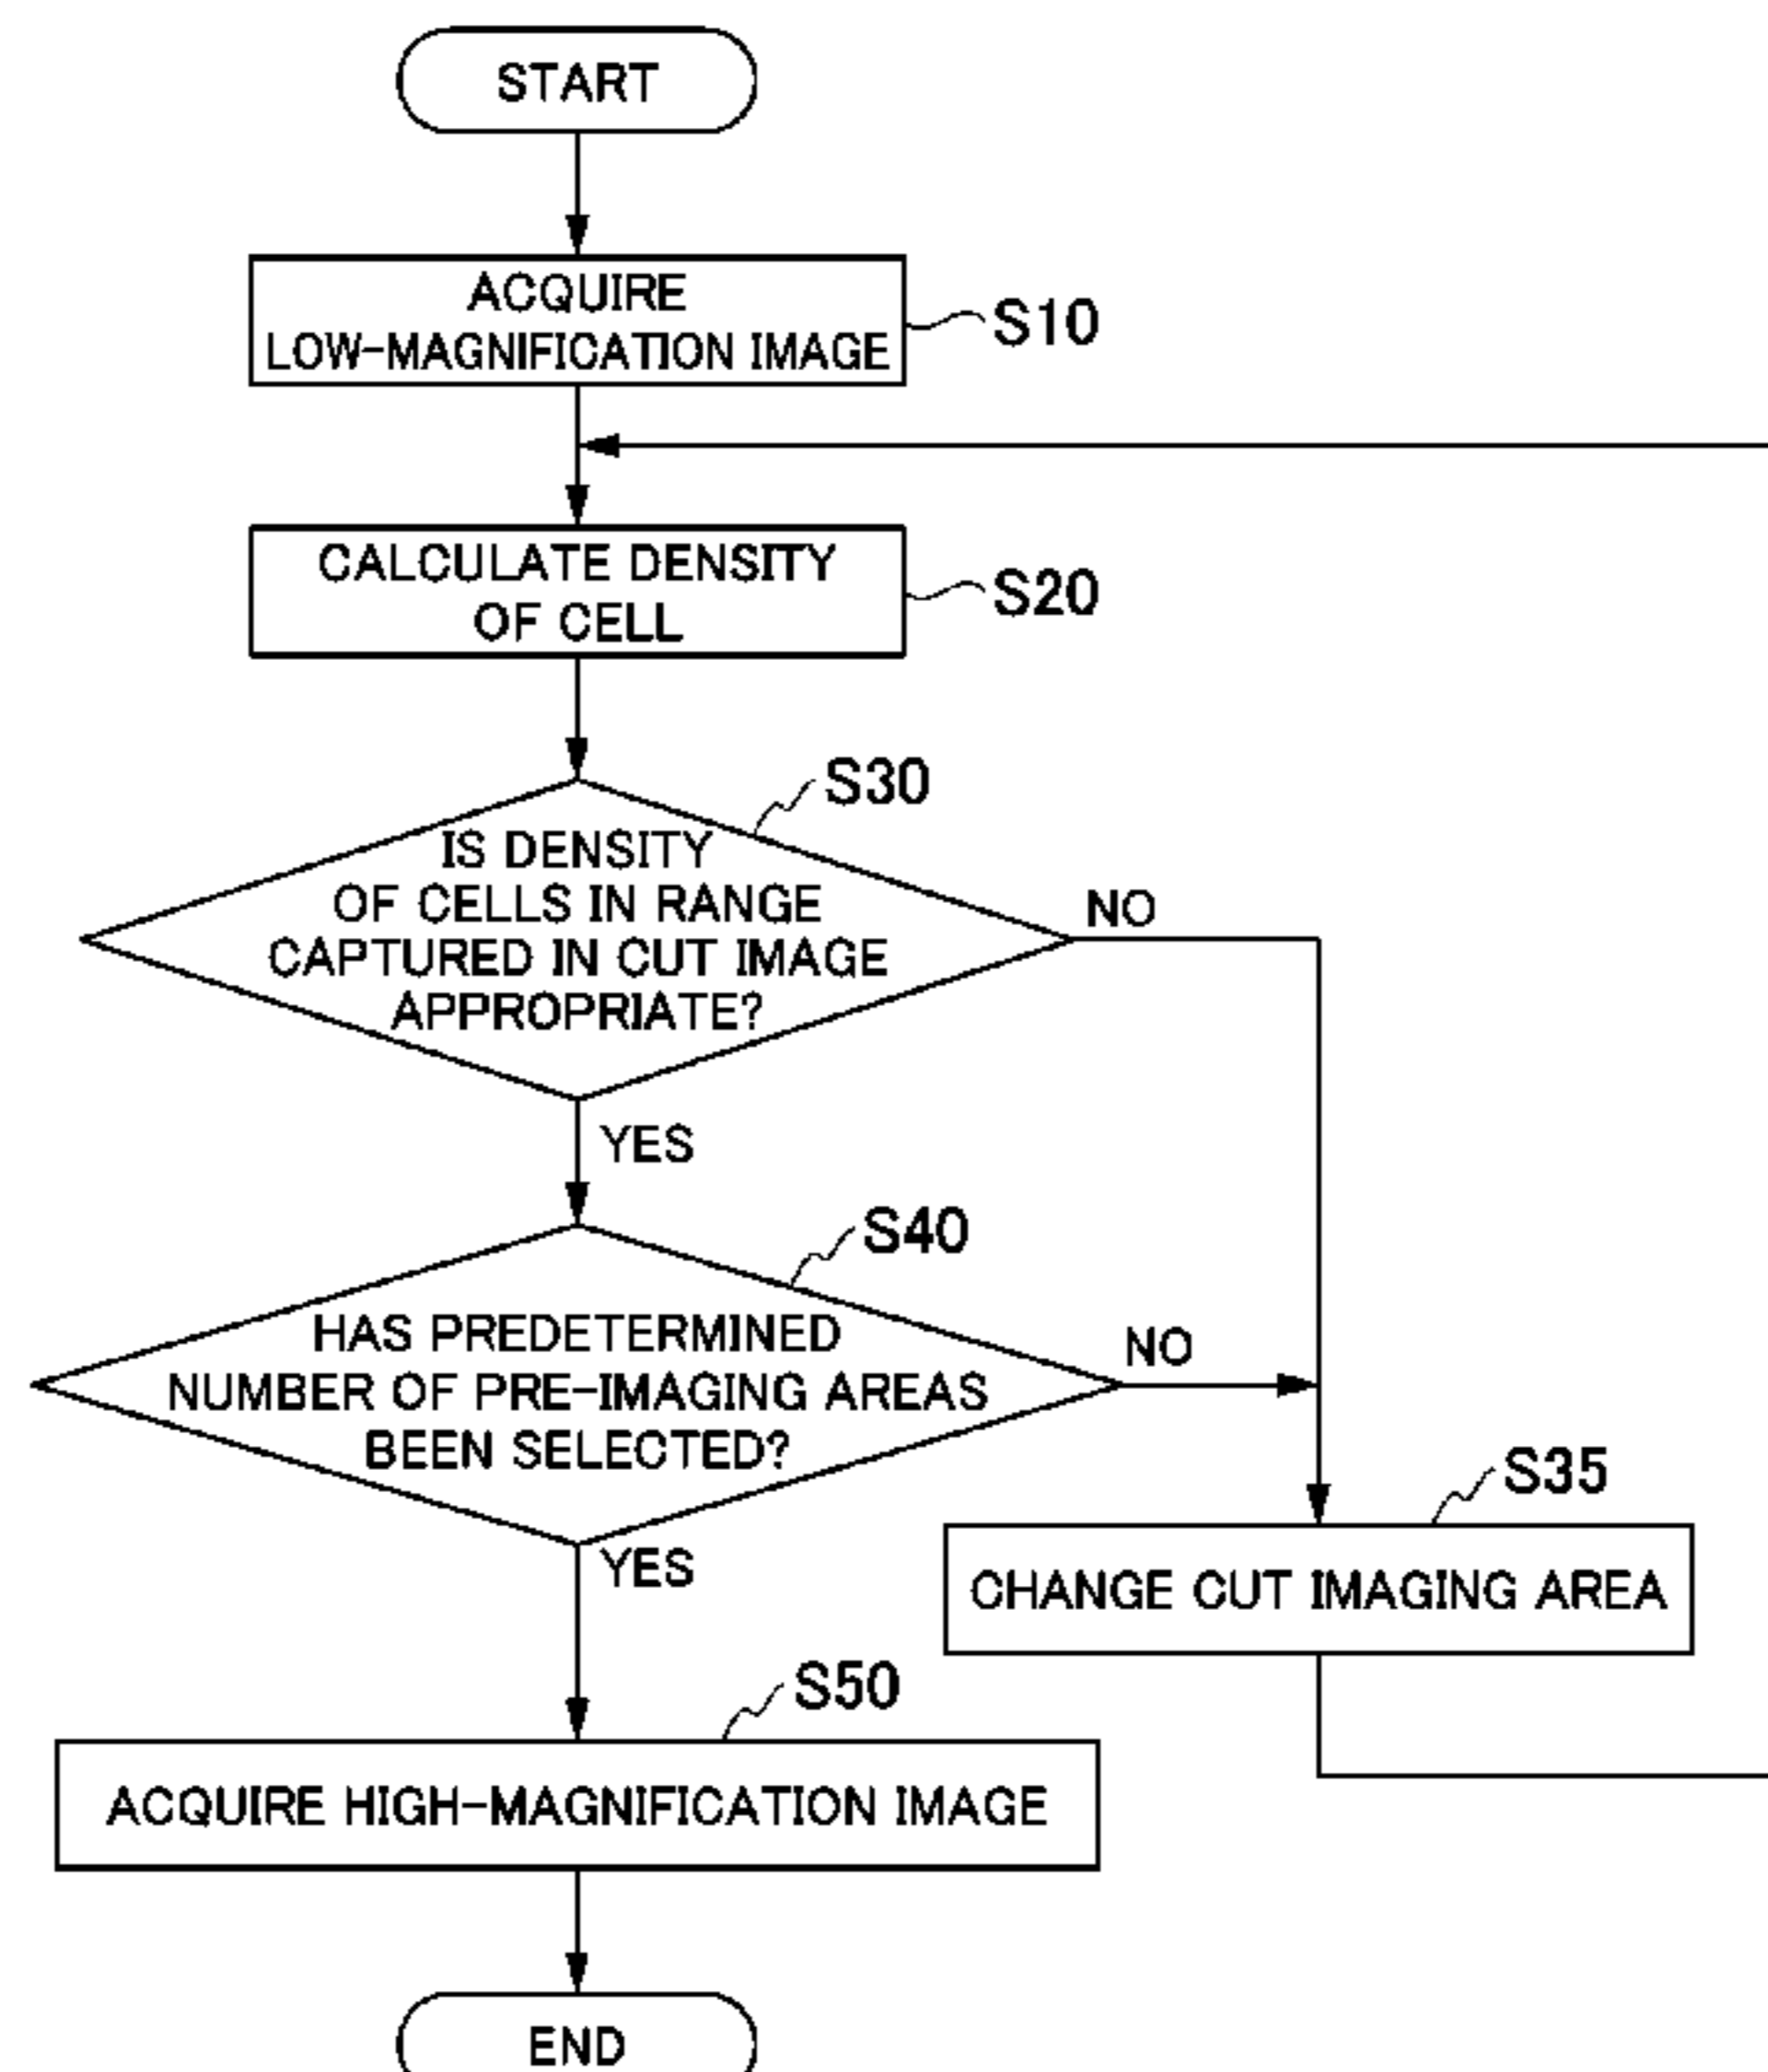 START
ACQUIRE
LOW-MAGNIFICATION IMAGE
S10
CALCULATE DENSITY
OF CELL
S20
S30
IS DENSITY
OF CELLS IN RANGE
CAPTURED IN CUT IMAGE
APPROPRIATE?
NO
YES
S40
HAS PREDETERMINED
NUMBER OF PRE-IMAGING AREAS
BEEN SELECTED?
NO
YES
S35
CHANGE CUT IMAGING AREA
S50
ACQUIRE HIGH-MAGNIFICATION IMAGE
END